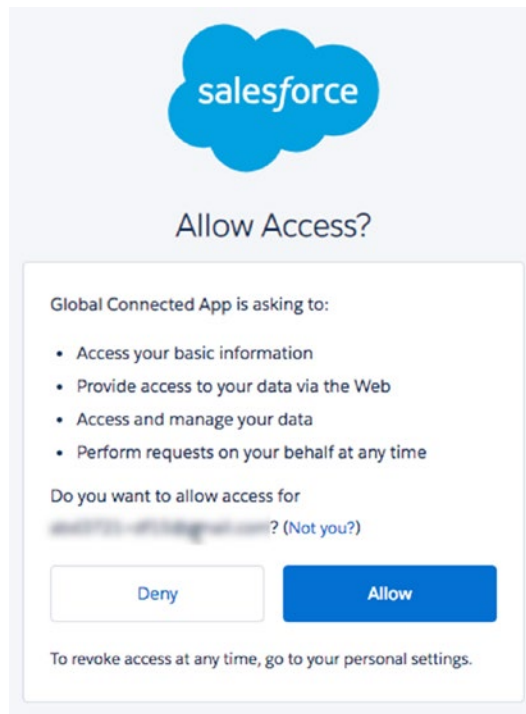 salesforce
Allow Access?
Global Connected App is asking to:
• Access your basic information
• Provide access to your data via the Web
• Access and manage your data
• Perform requests on your behalf at any time
Do you want to allow access for
? (Not you?)
Deny
Allow
To revoke access at any time, go to your personal settings.